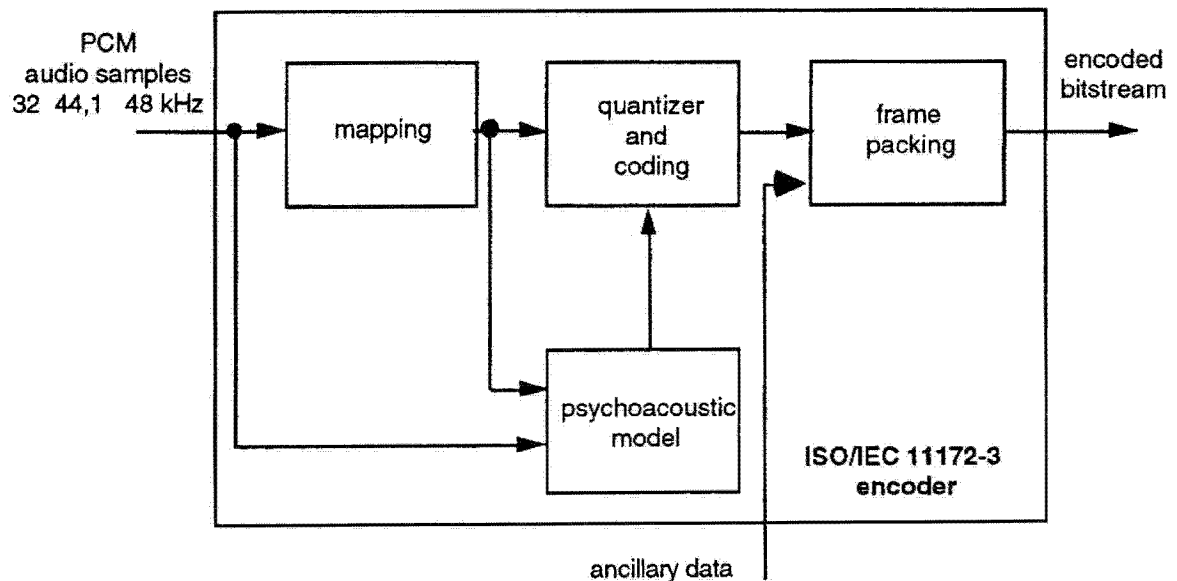 PCM
audio samples
32 44,1 48 kHz
mapping
quantizer
and
coding
frame
packing
encoded
bitstream
psychoacoustic
model
ISO/IEC 11172-3
encoder
ancillary data